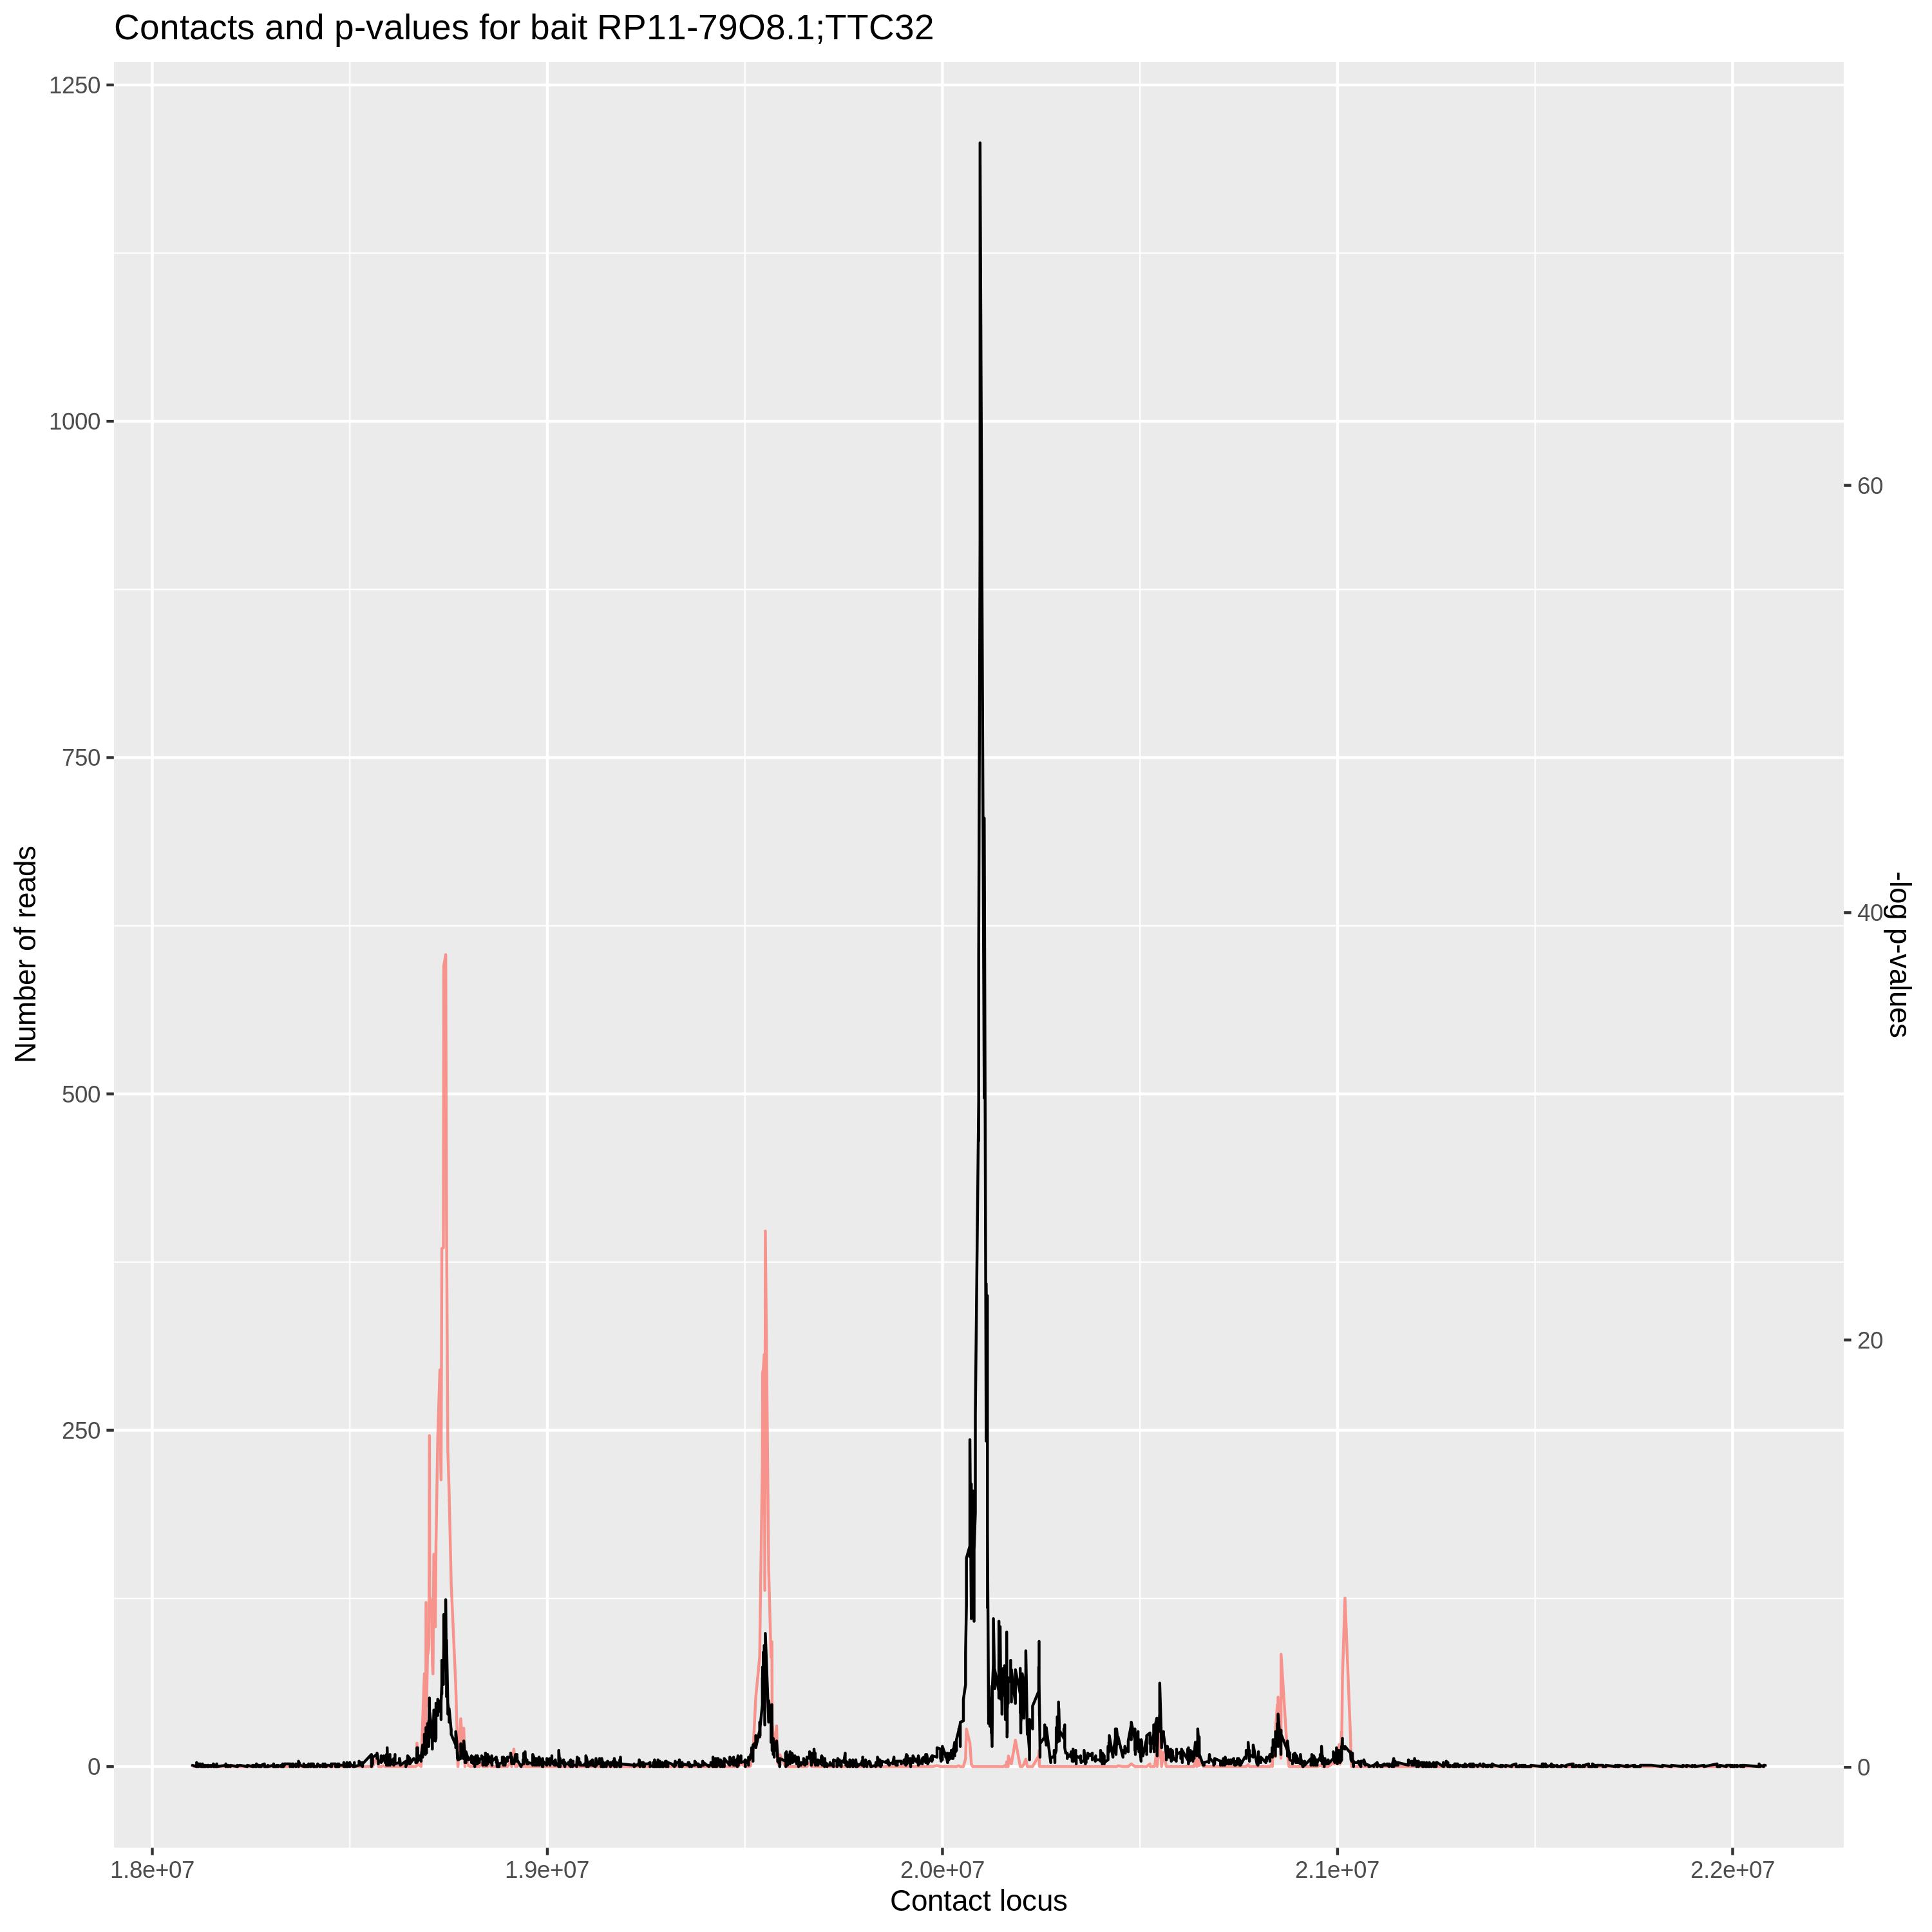 Contacts and p-values for bait RP11-79O8.1;TTC32
1250
1000
750
500
250
0
Number of reads
60
40
20
0
-log p-values
1.8e+07 1.9e+07 2.0e+07 2.1e+07 2.2e+07
Contact locus